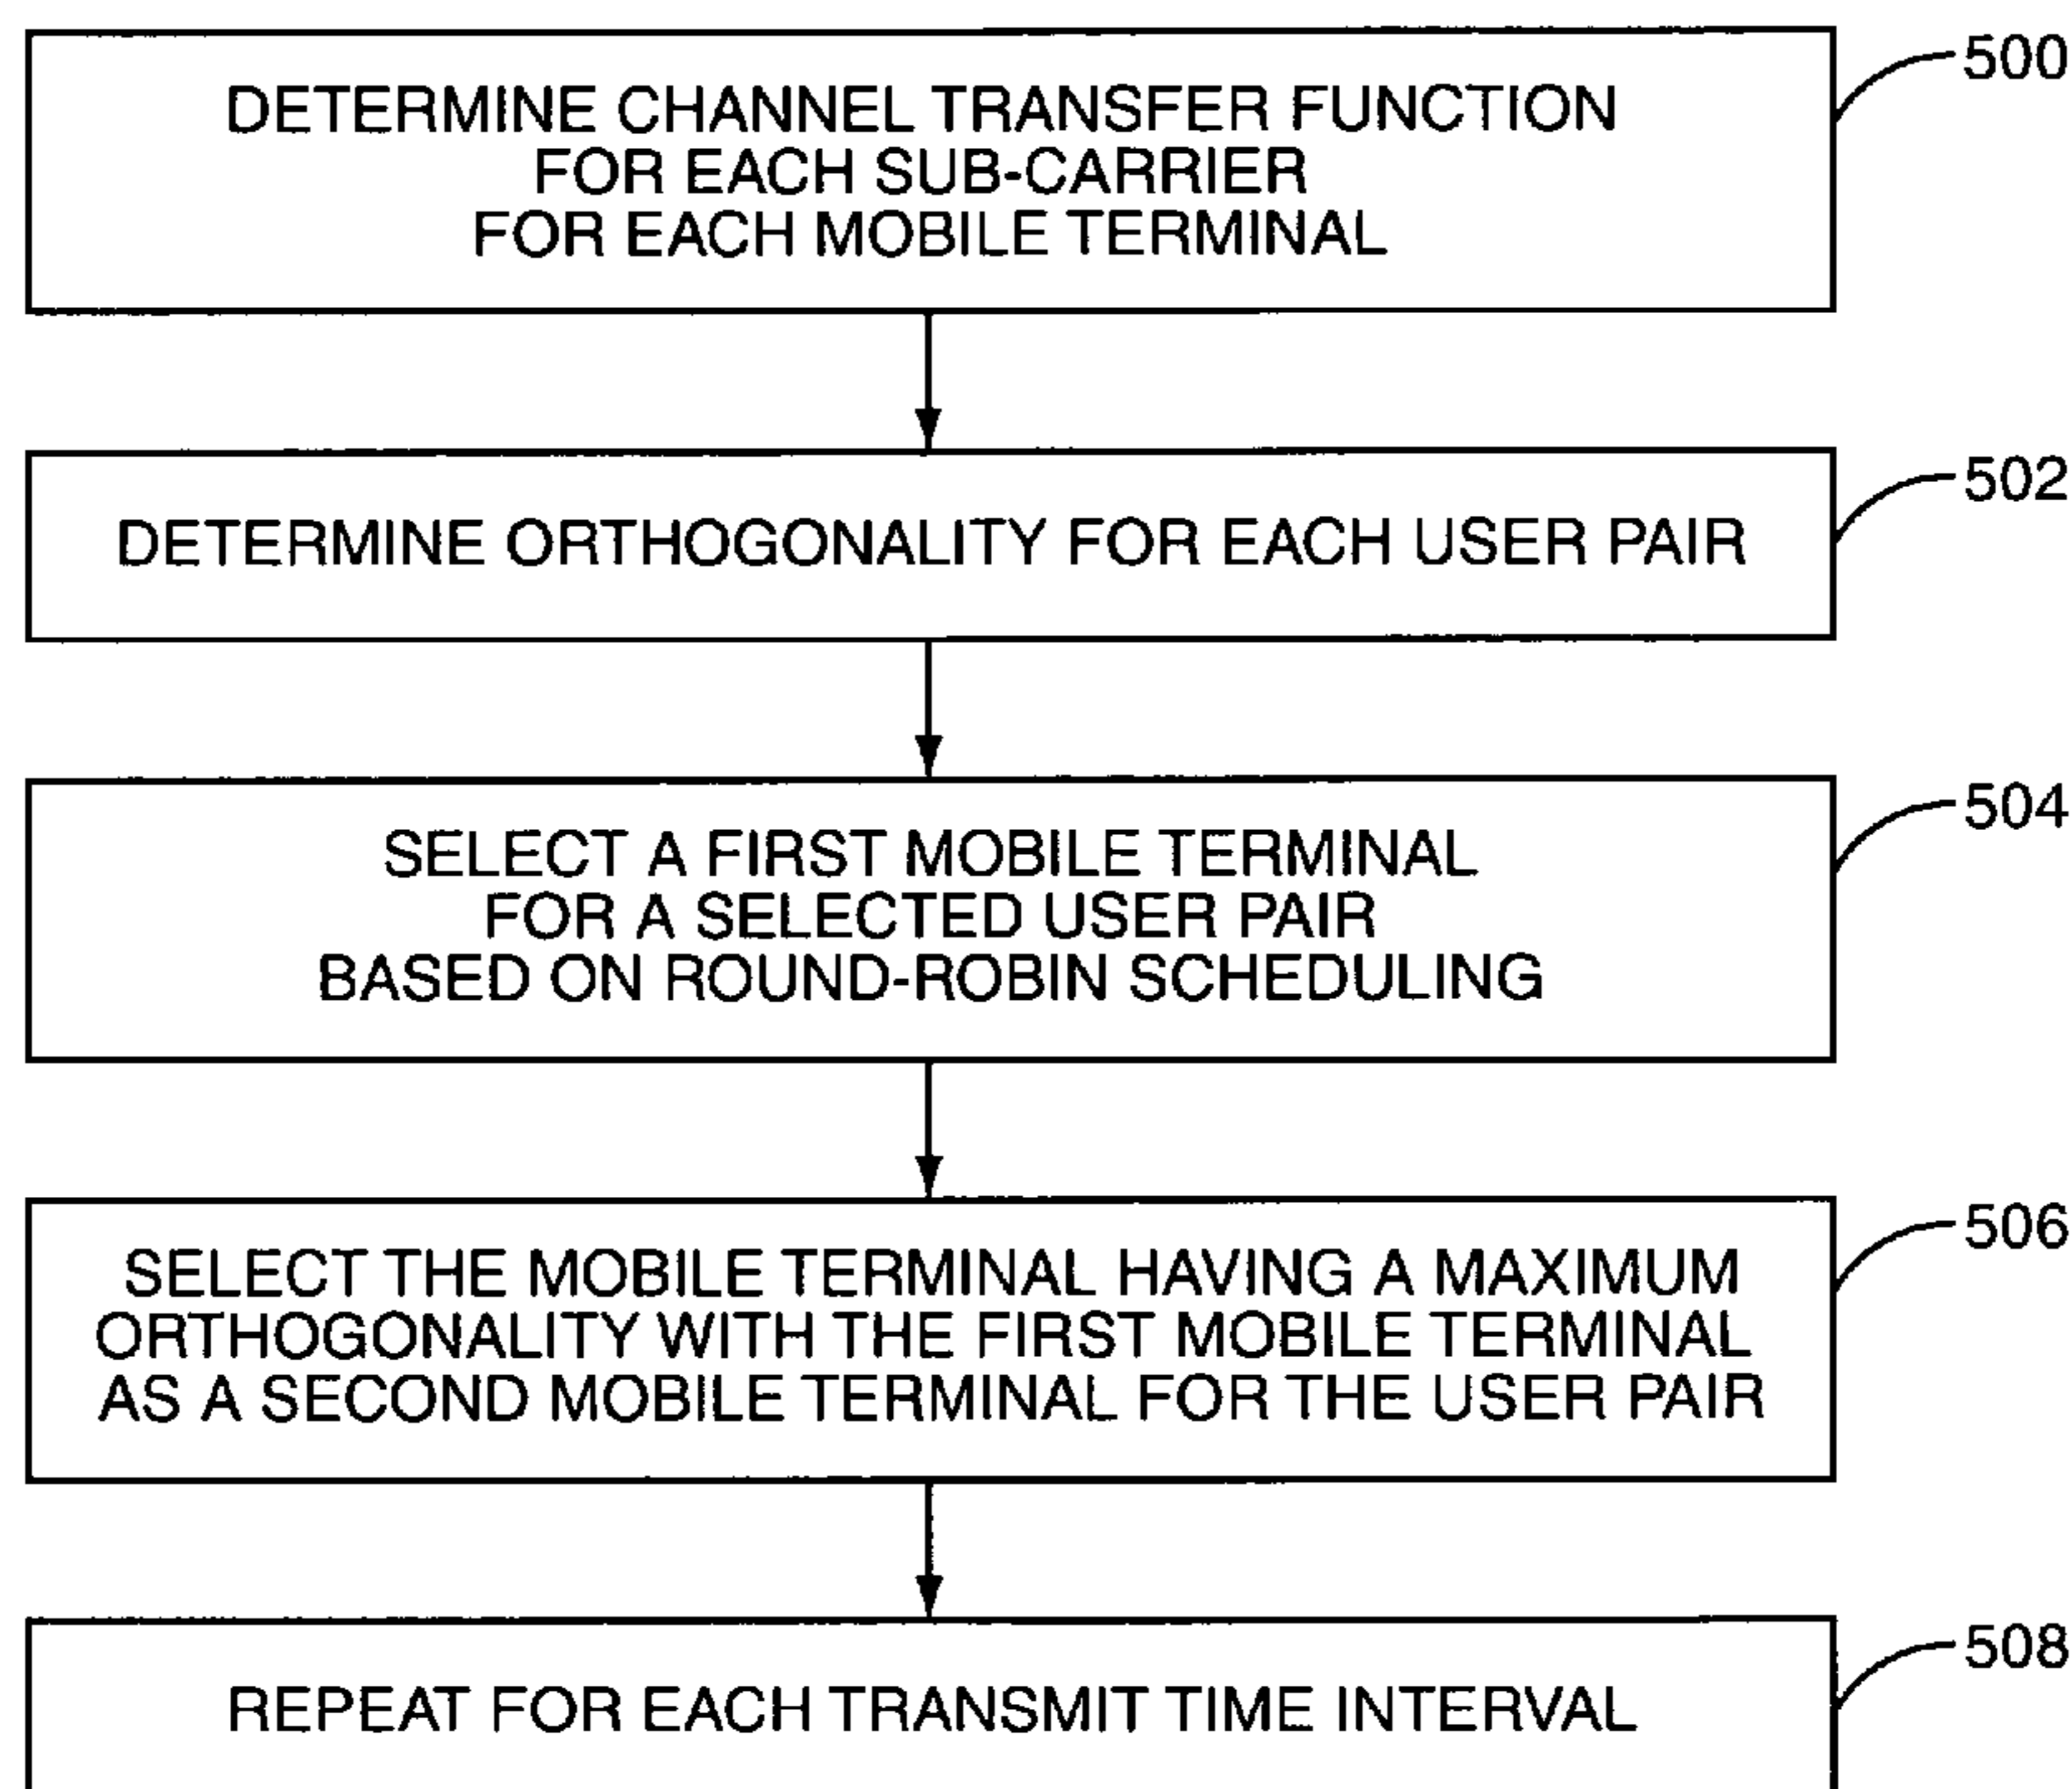 500
DETERMINE CHANNEL TRANSFER FUNCTION
FOR EACH SUB-CARRIER
FOR EACH MOBILE TERMINAL
502
DETERMINE ORTHOGONALITY FOR EACH USER PAIR
504
SELECT A FIRST MOBILE TERMINAL
FOR A SELECTED USER PAIR
BASED ON ROUND-ROBIN SCHEDULING
506
SELECT THE MOBILE TERMINAL HAVING A MAXIMUM
ORTHOGONALITY WITH THE FIRST MOBILE TERMINAL
AS A SECOND MOBILE TERMINAL FOR THE USER PAIR
508
REPEAT FOR EACH TRANSMIT TIME INTERVAL